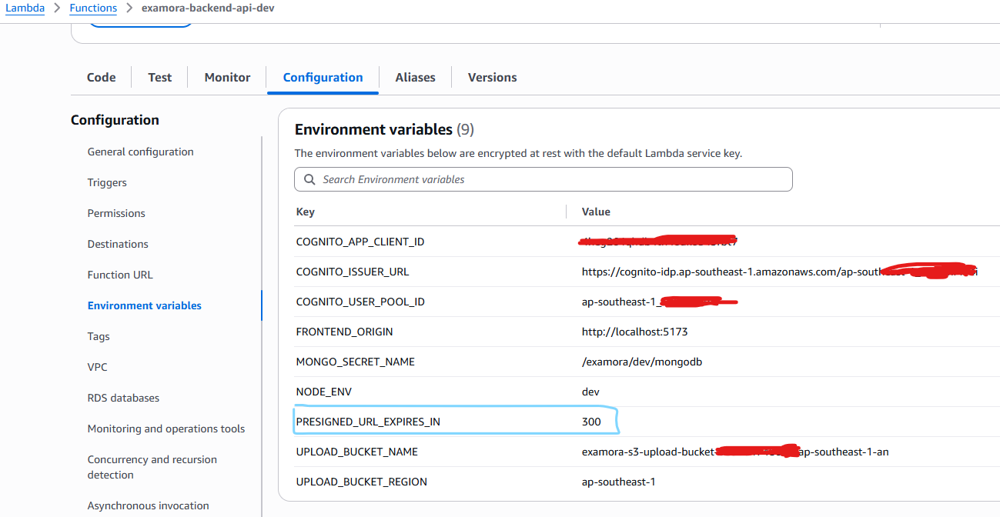 Lambda > Functions > examora-backend-api-dev
Code Test Monitor Configuration Aliases Versions
Configuration
General configuration
Triggers
Permissions
Destinations
Function URL
Environment variables
Tags
VPC
RDS databases
Monitoring and operations tools
Concurrency and recursion
detection
Asynchronous invocation
Environment variables (9)
The environment variables below are encrypted at rest with the default Lambda service key.
Search Environment variables
Key Value
COGNITO_APP_CLIENT_ID
COGNITO_ISSUER_URL https://cognito-idp.ap-southeast-1.amazonaws.com/ap-south
COGNITO_USER_POOL_ID ap-southeast-1_
FRONTEND_ORIGIN http://localhost:5173
MONGO_SECRET_NAME /examora/dev/mongodb
NODE_ENV dev
PRESIGNED_URL_EXPIRES_IN 300
UPLOAD_BUCKET_NAME examora-s3-upload-bucket- ap-southeast-1-an
UPLOAD_BUCKET_REGION ap-southeast-1